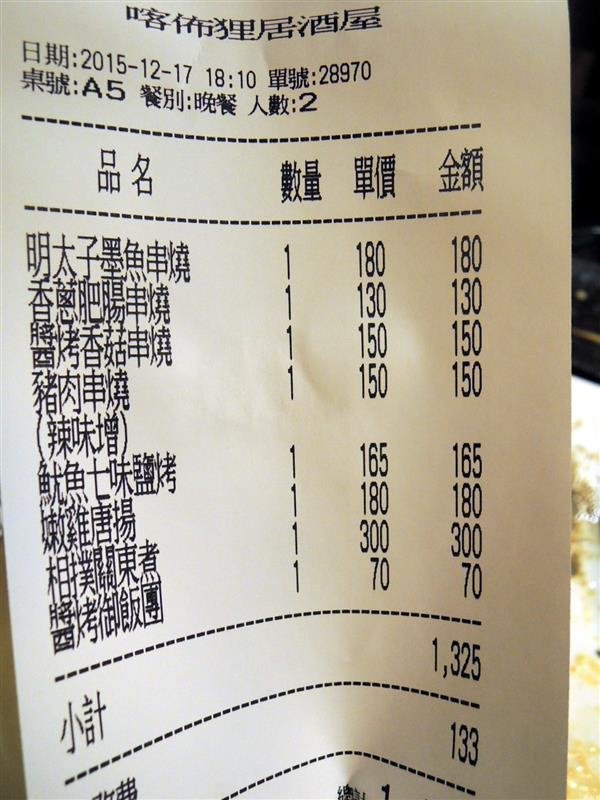 喀佈狸居酒屋
日期:2015-12-17 18:10 單號:28970
桌號:A5 餐別:晚餐 人數:2
品名 數量 單價 金額
明太子墨魚串燒 1 180 180
香蔥肥腸串燒 1 130 130
醬烤香菇串燒 1 150 150
豬肉串燒 1 150 150
(辣味增)
魷魚七味鹽烤 1 165 165
嫩雞唐揚 1 180 180
相撲關東煮 1 300 300
醬烤御飯團 1 70 70
小計 1,325
133